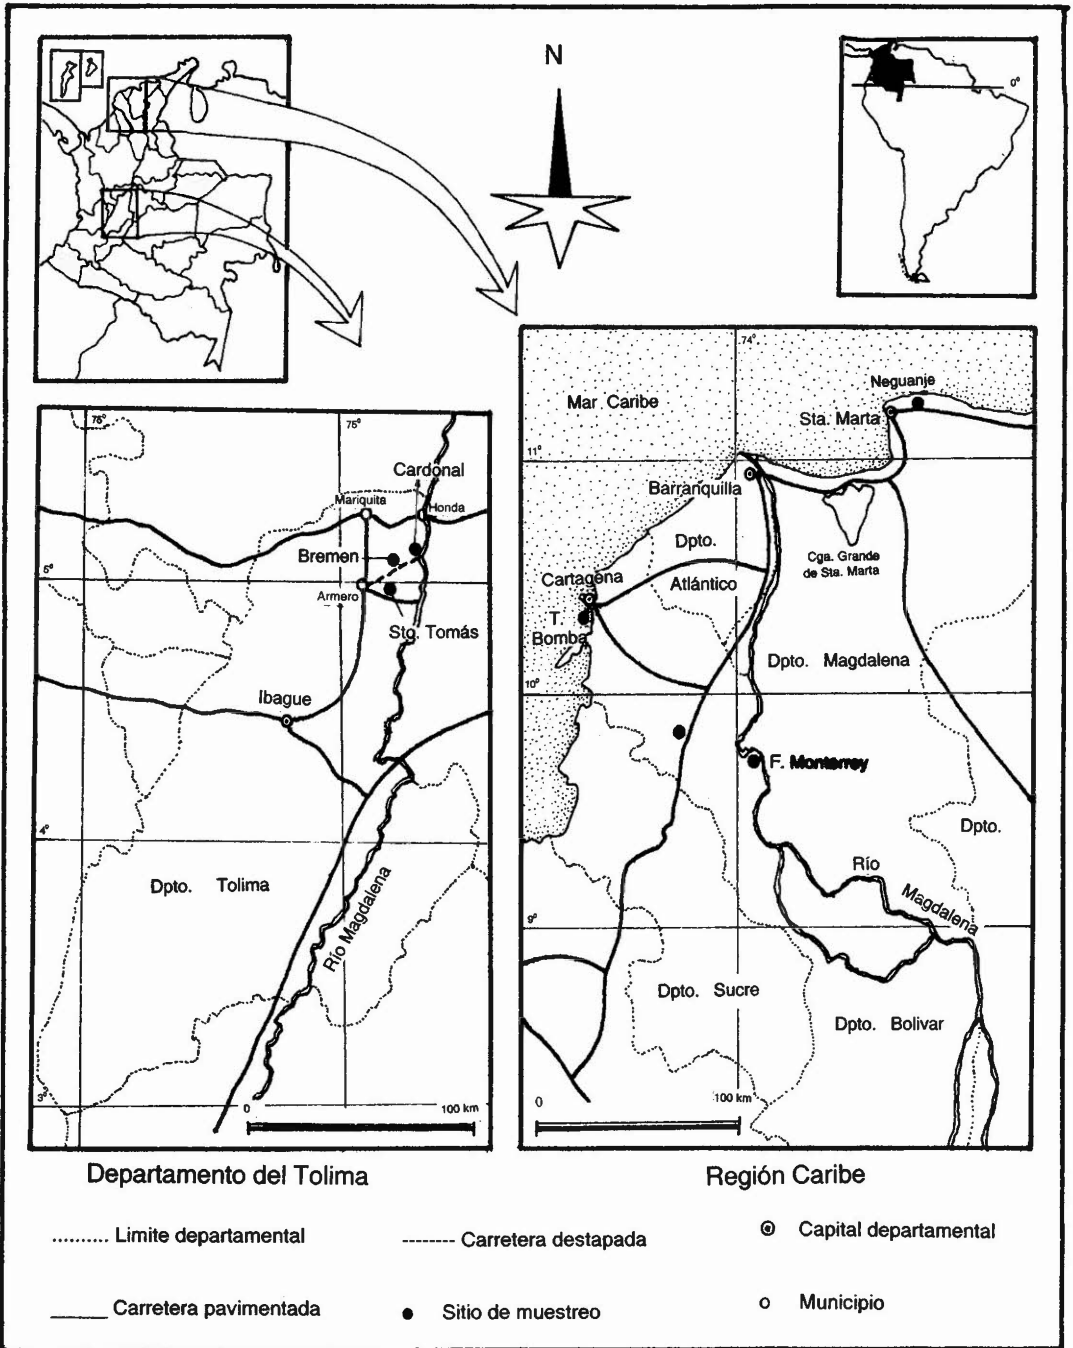 N
0°
75°
75°
Cardonal
Mariquita
Honda
Bremen
5°
Armero
Stg. Tomás
Ibague
4°
Dpto. Tolima
Río Magdalena
3°
0
100 km
Departamento del Tolima
74°
Neguanje
Mar Caribe
Sta. Marta
11°
Barranquilla
Dpto.
Atlántico
Cga. Grande
de Sta. Marta
Cartagena
T.
Bomba
Dpto. Magdalena
10°
F. Monterrey
Dpto.
Río
Magdalena
9°
Dpto. Sucre
Dpto. Bolivar
0
100 km
Región Caribe
Limite departamental
Carretera destapada
Capital departamental
Carretera pavimentada
Sitio de muestreo
Municipio